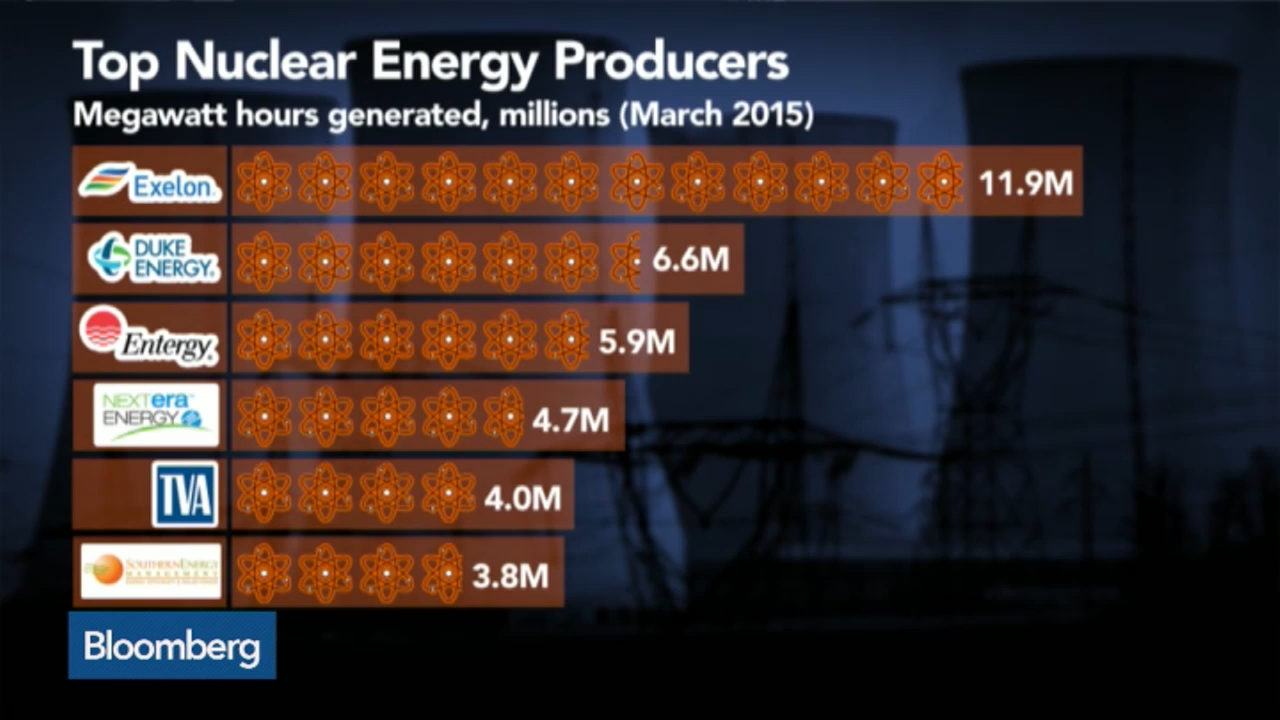 Top Nuclear Energy Producers
Megawatt hours generated, millions (March 2015)
Exelon
11.9M
DUKE
ENERGY
6.6M
Entergy
5.9M
NEXTera
ENERGY
4.7M
TVA
4.0M
SOUTHERN ENERGY
MANAGEMENT
3.8M
Bloomberg